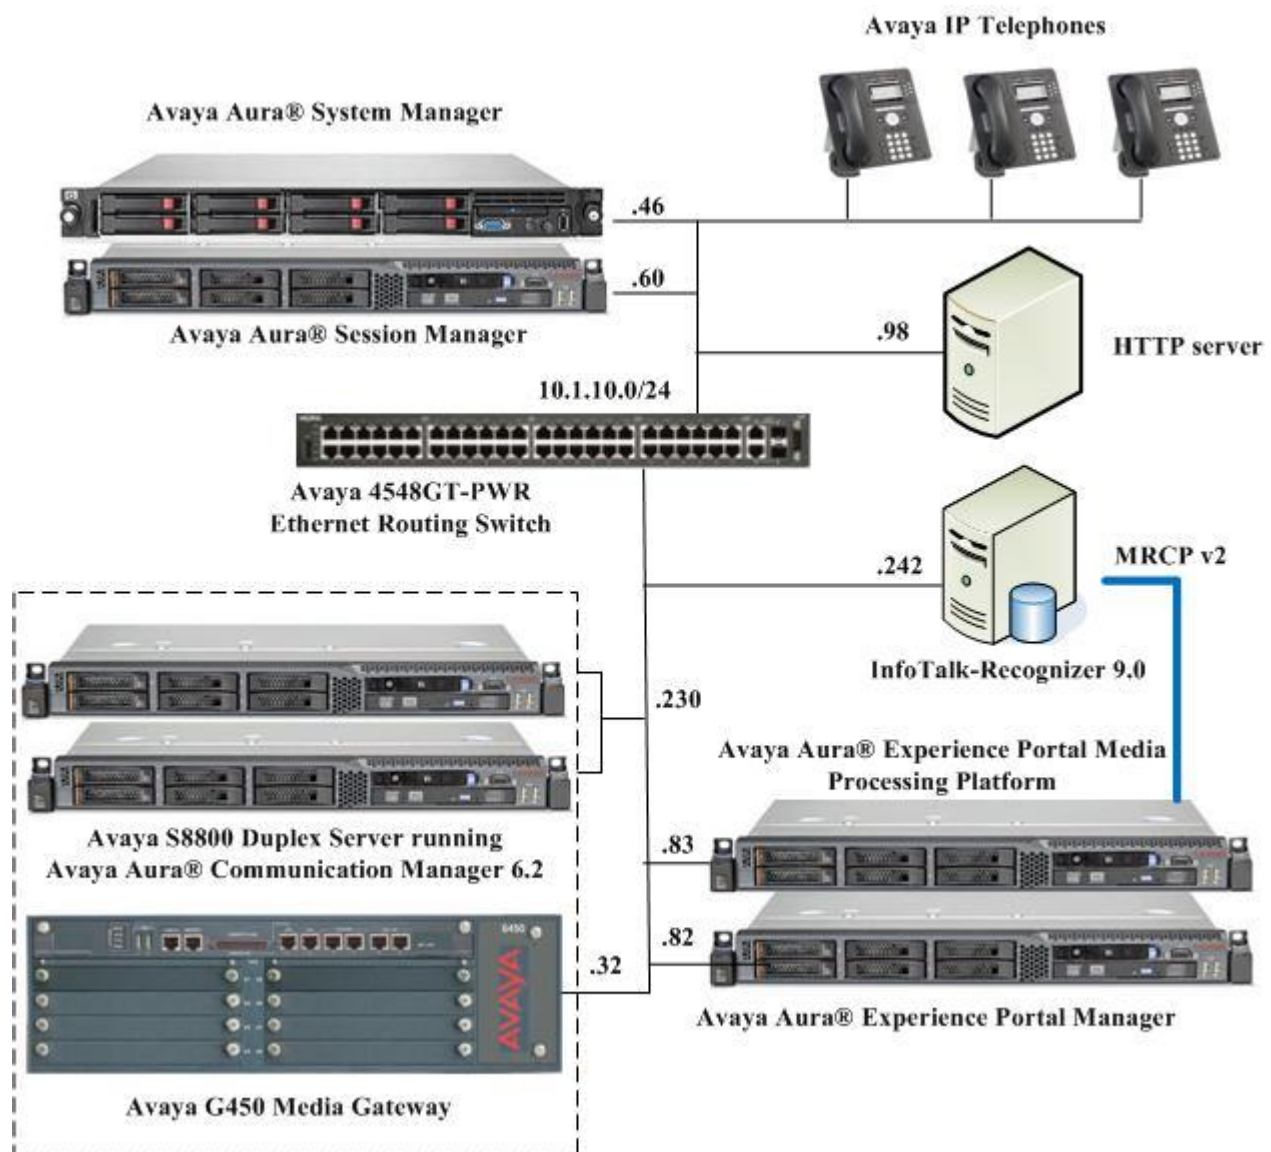 Avaya IP Telephones
Avaya Aura® System Manager
.46
.60
Avaya Aura® Session Manager
.98
HTTP server
10.1.10.0/24
Avaya 4548GT-PWR
Ethernet Routing Switch
.242
MRCP v2
InfoTalk-Recognizer 9.0
.230
Avaya Aura® Experience Portal Media
Processing Platform
Avaya S8800 Duplex Server running
Avaya Aura® Communication Manager 6.2
.83
.82
G450
AVAYA
.32
Avaya Aura® Experience Portal Manager
Avaya G450 Media Gateway